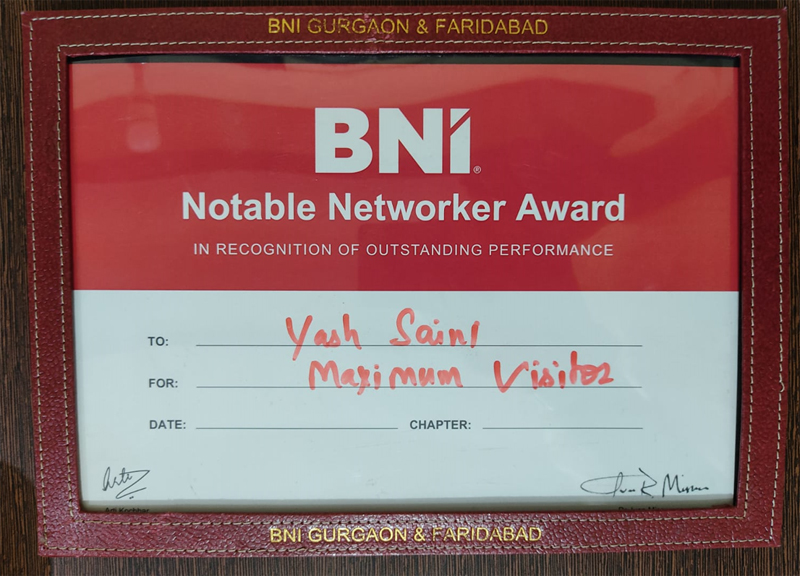 BNI GURGAON & FARIDABAD
BNI®
Notable Networker Award
IN RECOGNITION OF OUTSTANDING PERFORMANCE
TO: Yash Saini
FOR: Maximum Visitor
DATE: CHAPTER:
BNI GURGAON & FARIDABAD